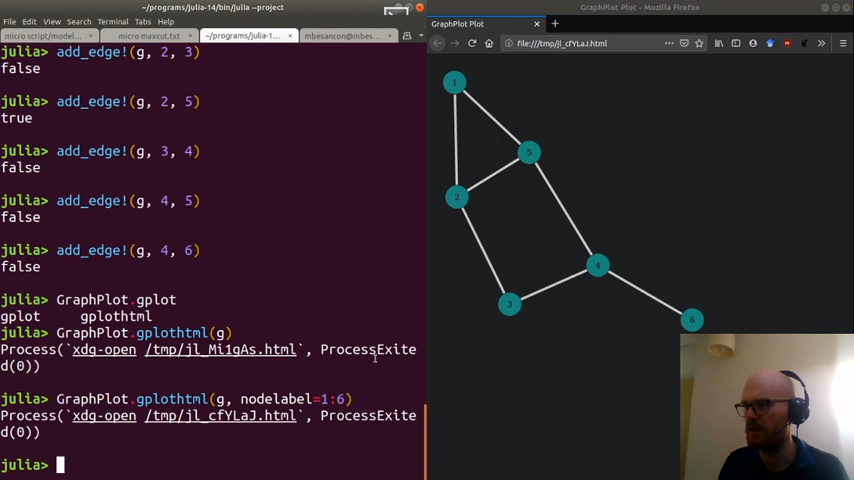 ~/programs/julia-14/bin/julia --project
File Edit View Search Terminal Tabs Help
micro script/model...
micro maxcut.txt
~/programs/julia-1...
mbesancon@mbes...
julia> add_edge!(g, 2, 3)
false
julia> add_edge!(g, 2, 5)
true
julia> add_edge!(g, 3, 4)
false
julia> add_edge!(g, 4, 5)
false
julia> add_edge!(g, 4, 6)
false
julia> GraphPlot.gplot
gplot gplothtml
julia> GraphPlot.gplothtml(g)
Process(`xdg-open /tmp/jl_Mi1gAs.html`, ProcessExite
d(0))
julia> GraphPlot.gplothtml(g, nodelabel=1:6)
Process(`xdg-open /tmp/jl_cfYLaJ.html`, ProcessExite
d(0))
julia>
GraphPlot Plot - Mozilla Firefox
GraphPlot Plot
file:///tmp/jl_cfYLaJ.html
1
5
2
4
3
6